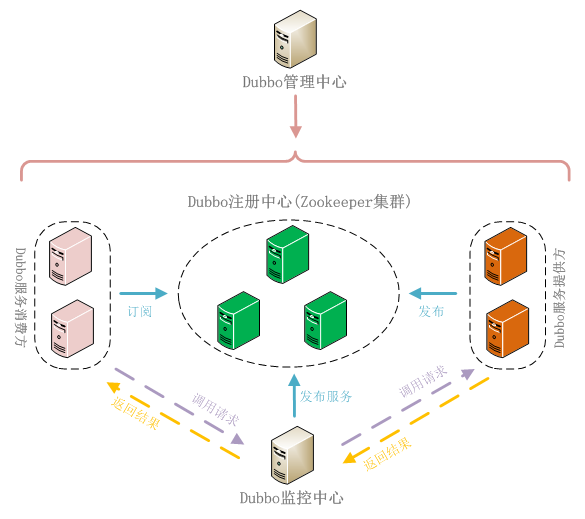 Dubbo管理中心
Dubbo注册中心(Zookeeper集群)
Dubbo服务消费方
订阅
发布
Dubbo服务提供方
发布服务
调用请求
返回结果
调用请求
返回结果
Dubbo监控中心